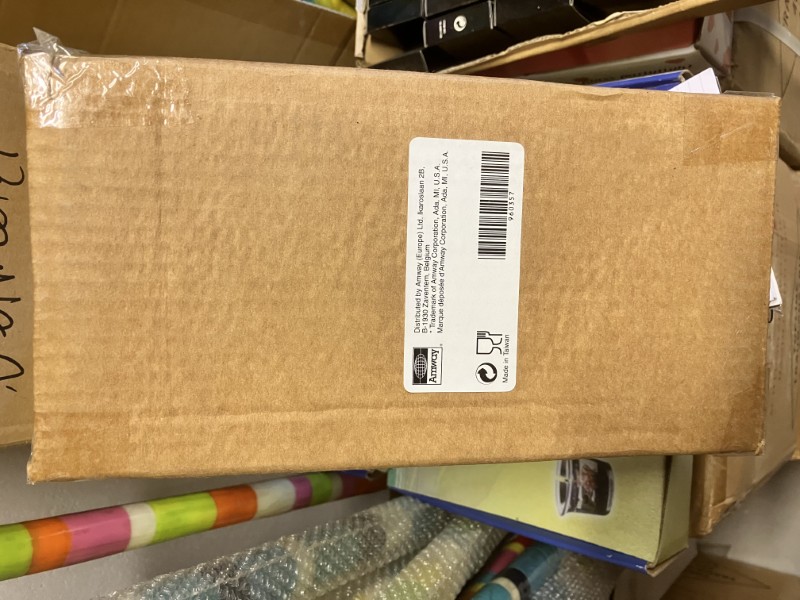 Distributed by Amway (Europe) Ltd. Ikaroslaan 2B,
B-1930 Zaventem, Belgium
* Trademark of Amway Corporation, Ada, MI, U.S.A.
Marque déposée d'Amway Corporation, Ada, MI, U.S.A.
Amway
Made in Taiwan
960357